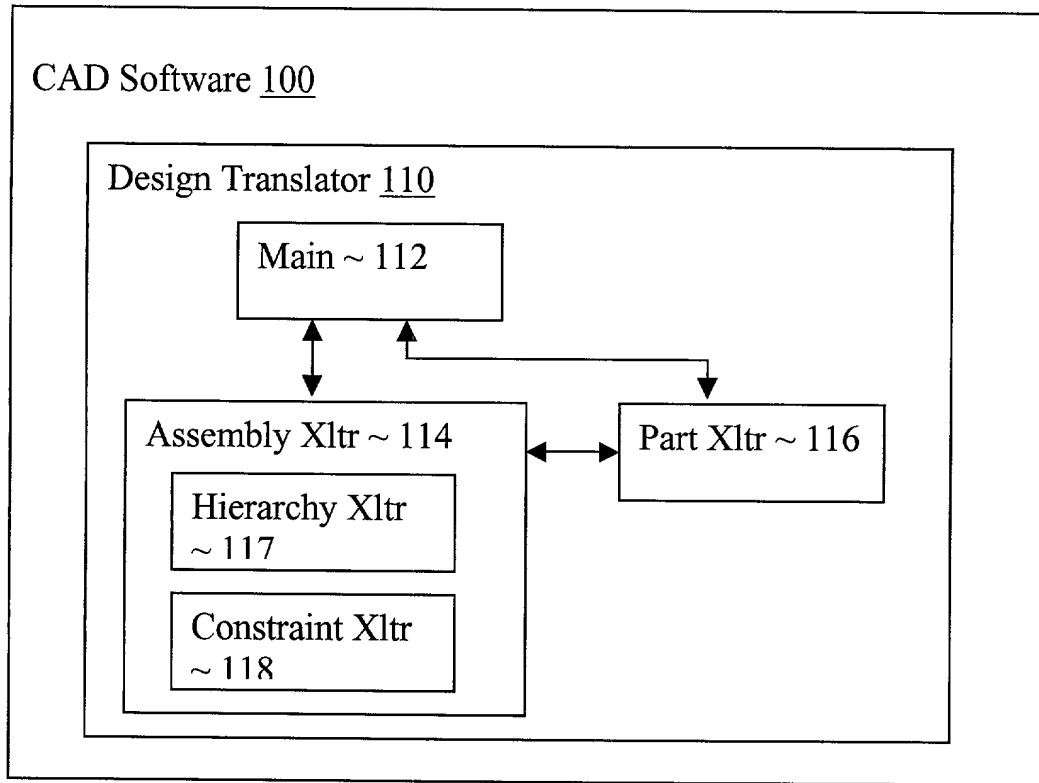 CAD Software 100
Design Translator 110
Main ~ 112
Assembly Xltr ~ 114
Part Xltr ~ 116
Hierarchy Xltr
~ 117
Constraint Xltr
~ 118